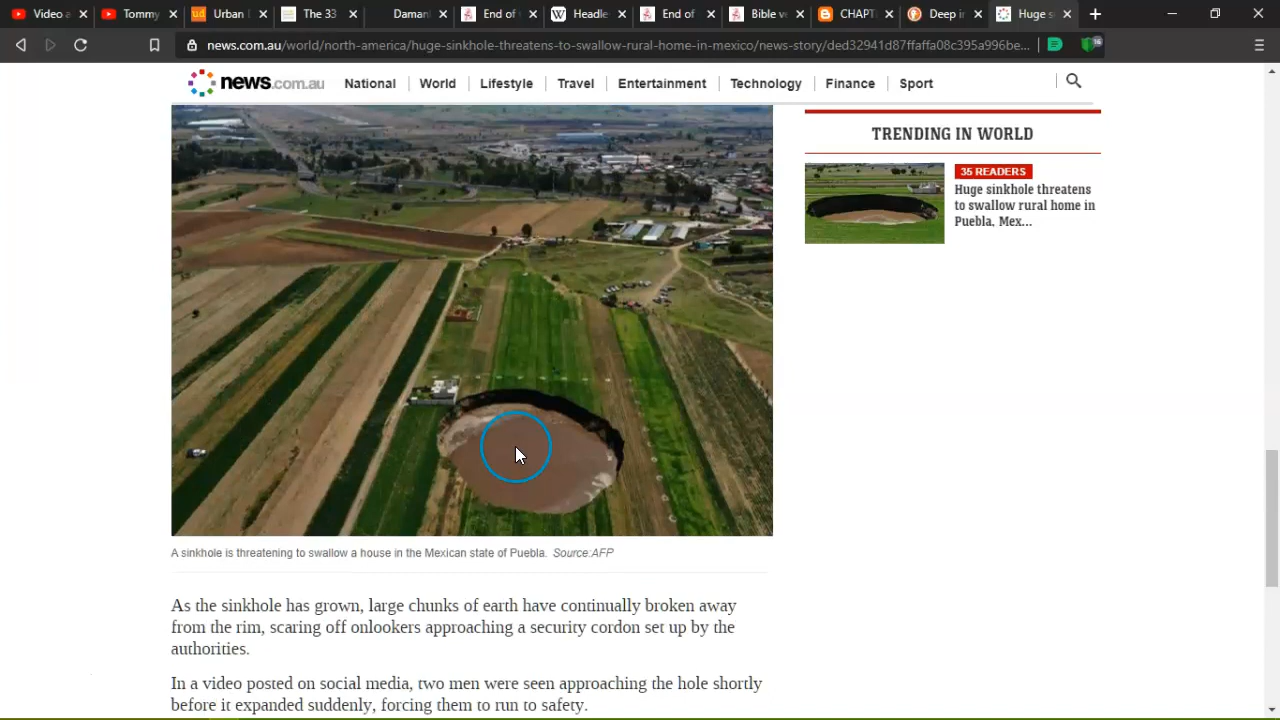 Video a
Tommy
Urban l
The 33
Damanl
End of
Headle
End of
Bible v
CHAPT
Deep in
Huge s
news.com.au/world/north-america/huge-sinkhole-threatens-to-swallow-rural-home-in-mexico/news-story/ded32941d87ffaffa08c395a996be...
news.com.au National World Lifestyle Travel Entertainment Technology Finance Sport
TRENDING IN WORLD
35 READERS
Huge sinkhole threatens
to swallow rural home in
Puebla, Mex...
A sinkhole is threatening to swallow a house in the Mexican state of Puebla. Source:AFP
As the sinkhole has grown, large chunks of earth have continually broken away
from the rim, scaring off onlookers approaching a security cordon set up by the
authorities.
In a video posted on social media, two men were seen approaching the hole shortly
before it expanded suddenly, forcing them to run to safety.